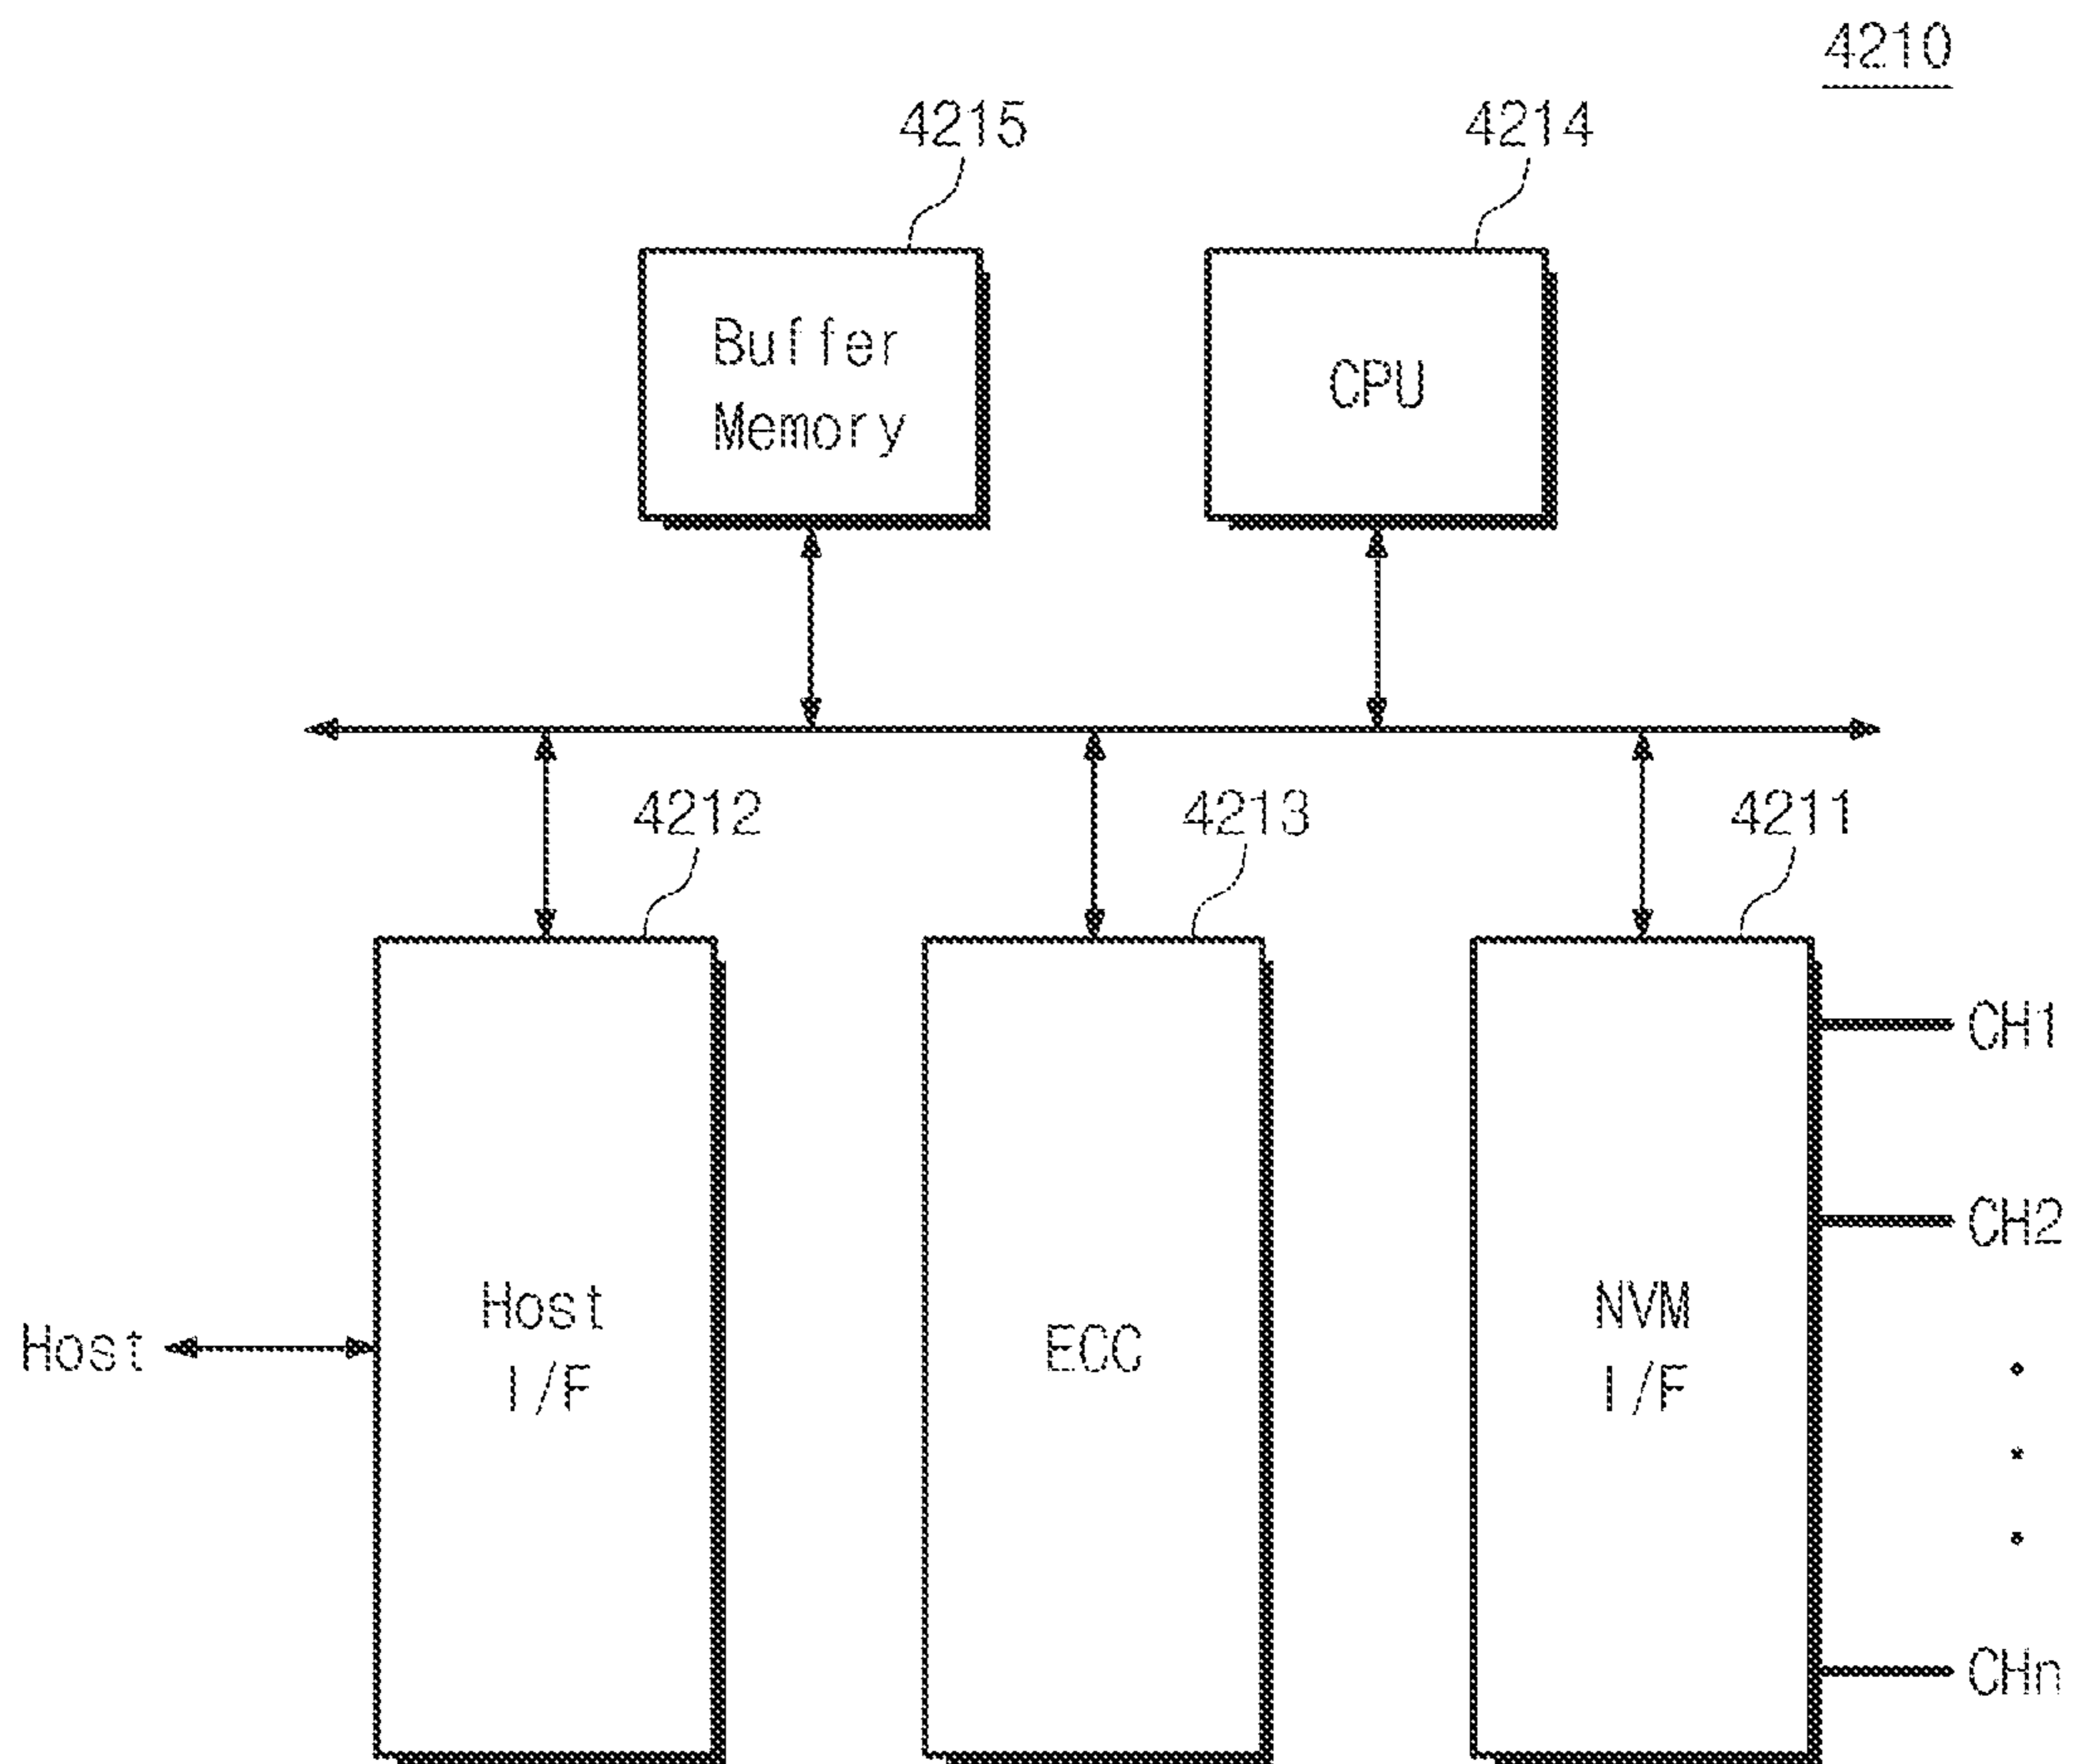 4210
4215
4214
Buffer
Memory
CPU
4212
4213
4211
CH1
CH2
Host
Host
I/F
ECC
NVM
I/F
CHn